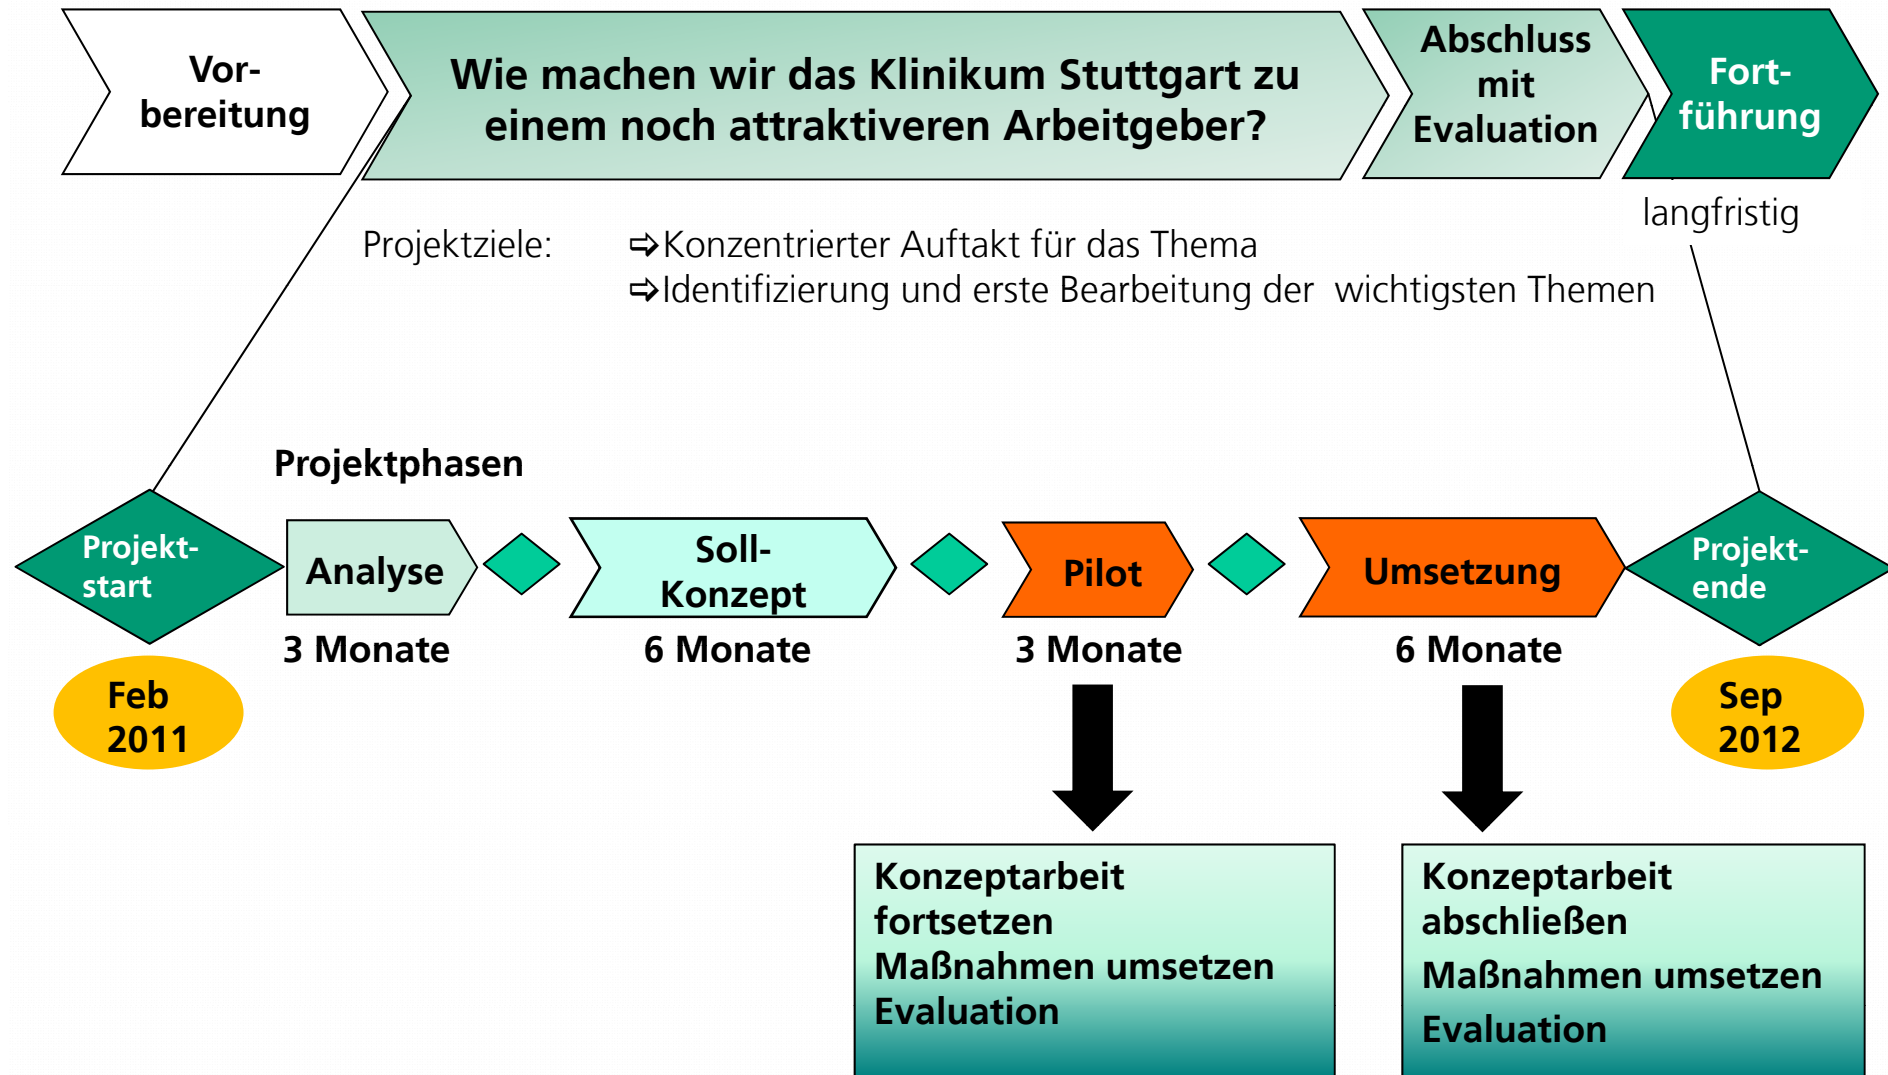 Vor-
bereitung
Wie machen wir das Klinikum Stuttgart zu
einem noch attraktiveren Arbeitgeber?
Abschluss
mit
Evaluation
Fort-
führung
langfristig
Projektziele: ⇨Konzentrierter Auftakt für das Thema
⇨Identifizierung und erste Bearbeitung der wichtigsten Themen
Projektphasen
Projekt-
start
Analyse
Soll-
Konzept
Pilot
Umsetzung
Projekt-
ende
3 Monate
6 Monate
3 Monate
6 Monate
Feb
2011
Sep
2012
Konzeptarbeit
fortsetzen
Maßnahmen umsetzen
Evaluation
Konzeptarbeit
abschließen
Maßnahmen umsetzen
Evaluation